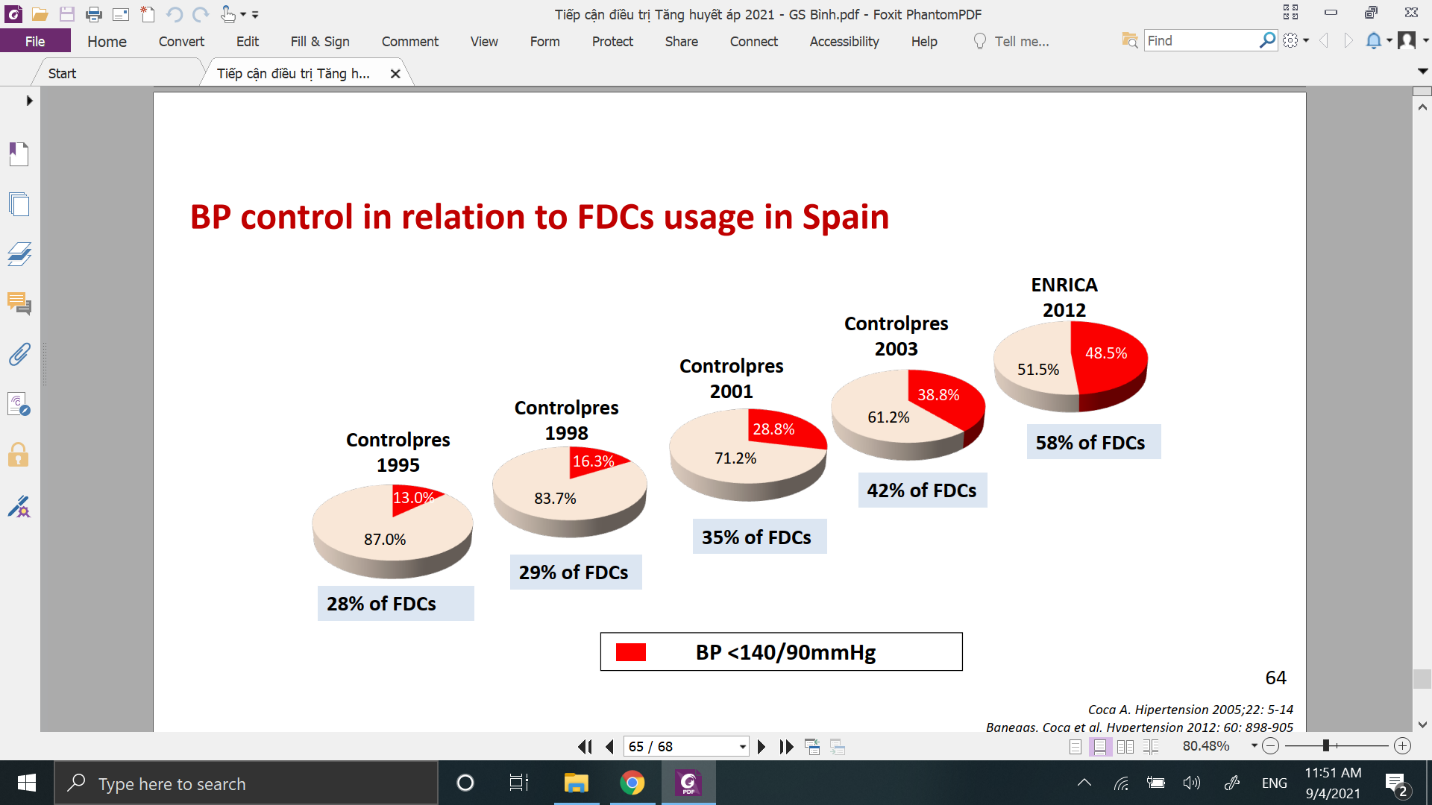 Tiếp cận điều trị Tăng huyết áp 2021 - GS Binh.pdf - Foxit PhantomPDF
File Home Convert Edit Fill & Sign Comment View Form Protect Share Connect Accessibility Help Tell me... Find
Start Tiếp cận điều trị Tăng h...
BP control in relation to FDCs usage in Spain
ENRICA
2012
48.5%
51.5%
58% of FDCs
Controlpres
2003
38.8%
61.2%
42% of FDCs
Controlpres
2001
28.8%
71.2%
35% of FDCs
Controlpres
1998
16.3%
83.7%
29% of FDCs
Controlpres
1995
13.0%
87.0%
28% of FDCs
BP <140/90mmHg
64
Coca A. Hipertension 2005;22: 5-14
Banegas, Coca et al. Hypertension 2012; 60: 898-905
65 / 68
80.48%
Type here to search
PDF
ENG
11:51 AM
9/4/2021
2